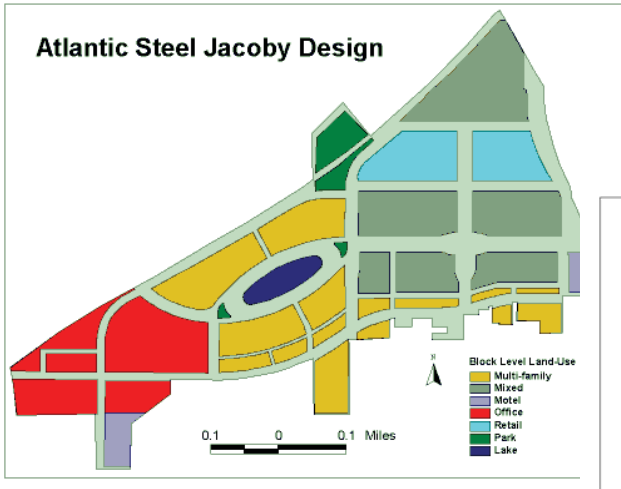 Atlantic Steel Jacoby Design
N
Block Level Land-Use
Multi-family
Mixed
Motel
Office
Retail
Park
Lake
0.1 0 0.1 Miles